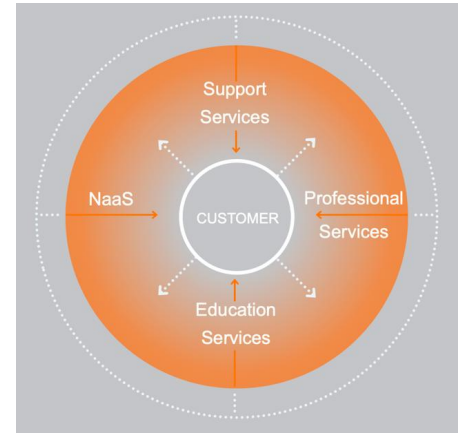 Support
Services
NaaS
Professional
Services
CUSTOMER
Education
Services